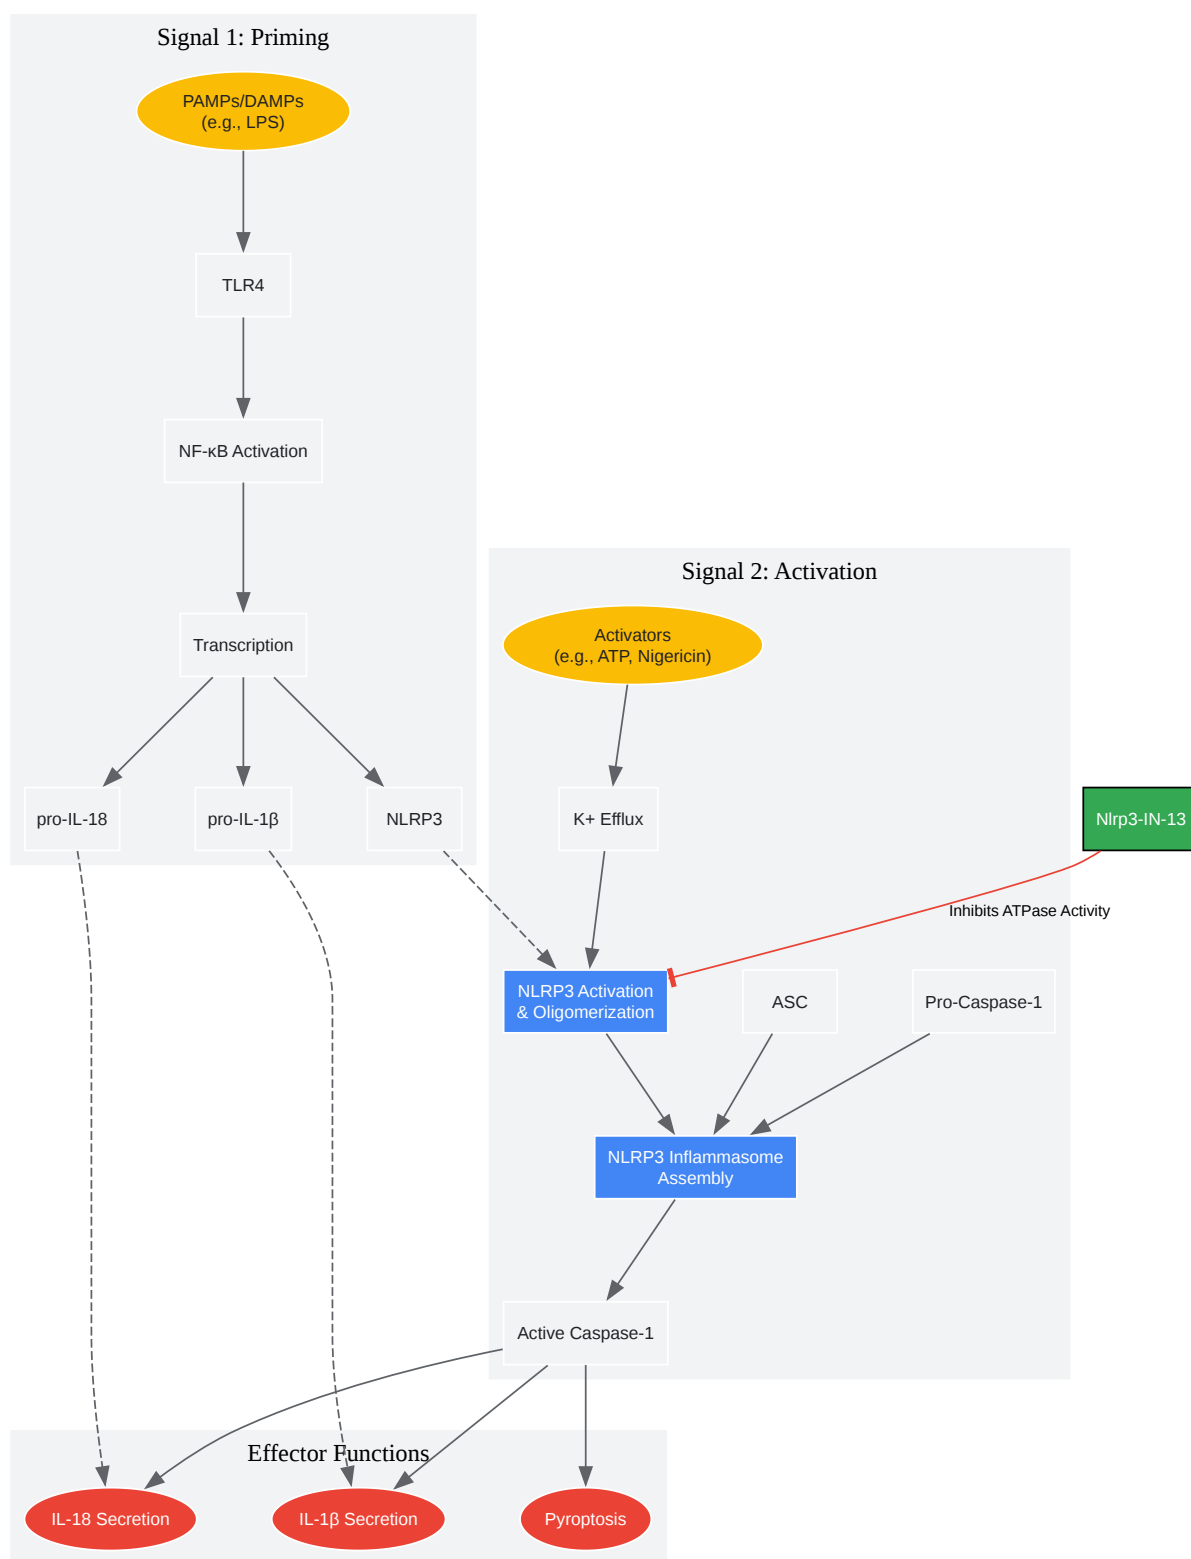 Signal 1: Priming
PAMPs/DAMPs
(e.g., LPS)
TLR4
NF-κB Activation
Transcription
pro-IL-18
pro-IL-1β
NLRP3
Signal 2: Activation
Activators
(e.g., ATP, Nigericin)
K+ Efflux
Nlrp3-IN-13
Inhibits ATPase Activity
NLRP3 Activation
& Oligomerization
ASC
Pro-Caspase-1
NLRP3 Inflammasome
Assembly
Active Caspase-1
Effector Functions
IL-18 Secretion
IL-1β Secretion
Pyroptosis